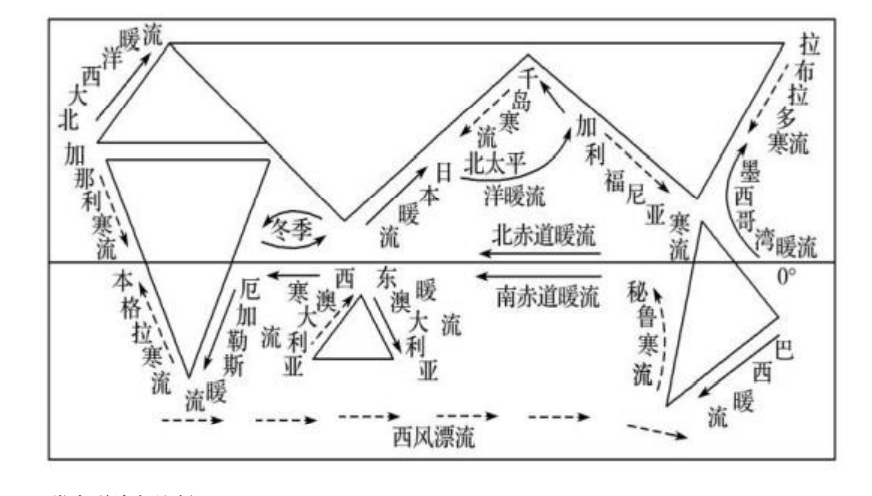 北大西洋暖流
拉布拉多寒流
千岛寒流
加利福尼亚寒流
北太平洋暖流
日本暖流
墨西哥湾暖流
加那利寒流
冬季
北赤道暖流
0°
南赤道暖流
本格拉寒流
厄加勒斯暖流
西澳大利亚寒流
东澳大利亚暖流
秘鲁寒流
巴西暖流
西风漂流